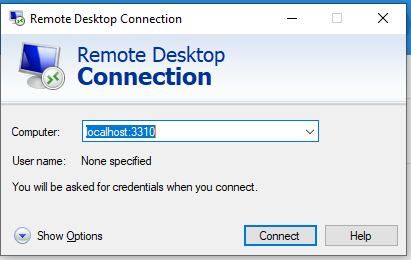 Remote Desktop Connection
Remote Desktop
Connection
Computer: localhost:3310
User name: None specified
You will be asked for credentials when you connect.
Show Options Connect Help